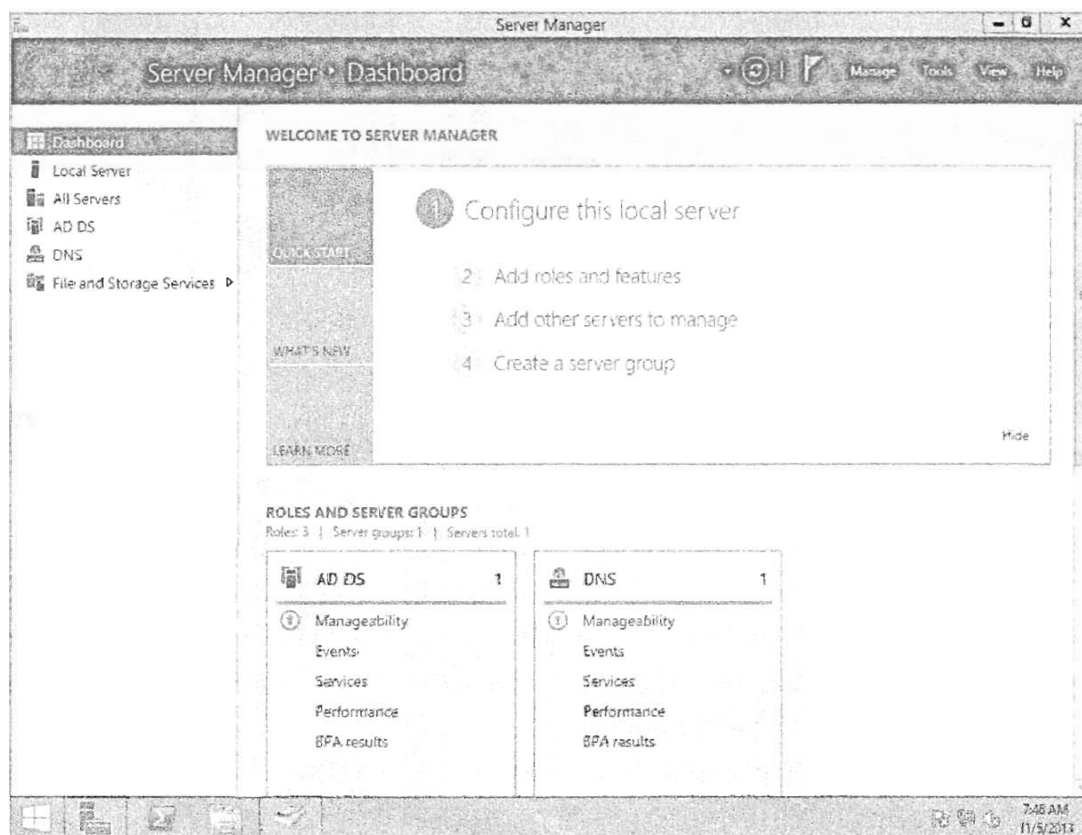 Server Manager
Server Manager • Dashboard
Manage Tools View Help
Dashboard
Local Server
All Servers
AD DS
DNS
File and Storage Services
WELCOME TO SERVER MANAGER
QUICK START
WHAT'S NEW
LEARN MORE
1 Configure this local server
2 Add roles and features
3 Add other servers to manage
4 Create a server group
Hide
ROLES AND SERVER GROUPS
Roles: 3 | Server groups: 1 | Servers total: 1
AD DS 1
Manageability
Events
Services
Performance
BPA results
DNS 1
Manageability
Events
Services
Performance
BPA results
7:46 AM
11/5/2013